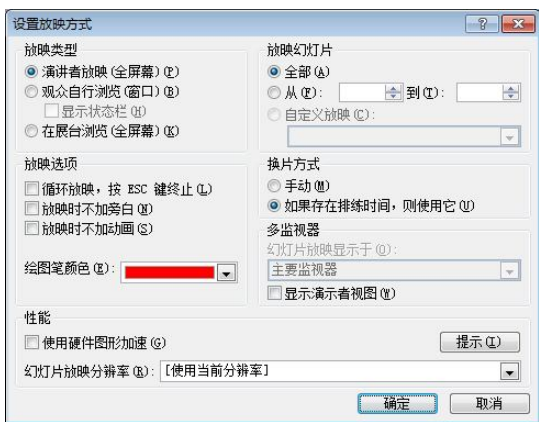 设置放映方式
放映类型
演讲者放映(全屏幕)(P)
观众自行浏览(窗口)(B)
显示状态栏(H)
在展台浏览(全屏幕)(K)
放映幻灯片
全部(A)
从(F): 到(T):
自定义放映(C):
放映选项
循环放映，按 ESC 键终止(L)
放映时不加旁白(N)
放映时不加动画(S)
绘图笔颜色(E):
换片方式
手动(M)
如果存在排练时间，则使用它(U)
多监视器
幻灯片放映显示于(O):
主要监视器
显示演示者视图(W)
性能
使用硬件图形加速(G)
提示(I)
幻灯片放映分辨率(R): [使用当前分辨率]
确定 取消